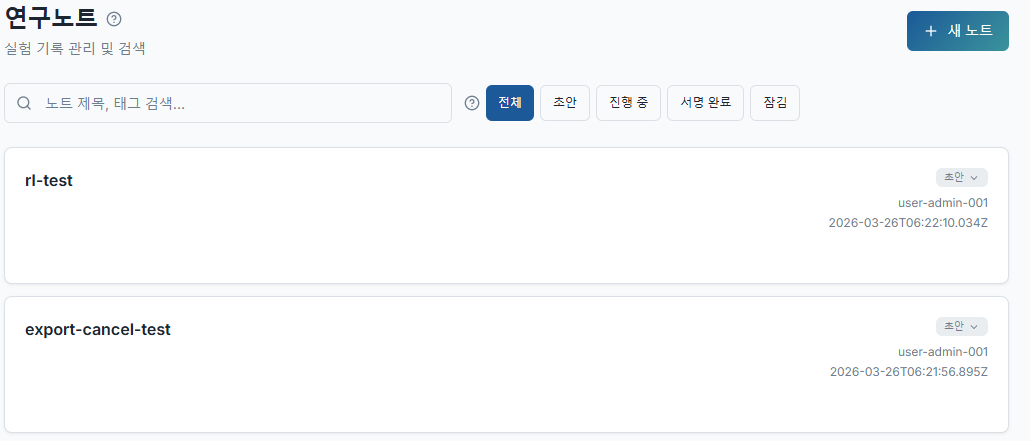 연구노트
실험 기록 관리 및 검색
새 노트
노트 제목, 태그 검색...
전체 초안 진행 중 서명 완료 잠김
rl-test
초안
user-admin-001
2026-03-26T06:22:10.034Z
export-cancel-test
초안
user-admin-001
2026-03-26T06:21:56.895Z